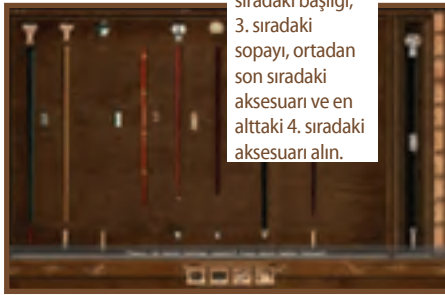 sıradaki başlığı,
3. sıradaki
sopayı, ortadan
son sıradaki
aksesuarı ve en
alttaki 4. sıradaki
aksesuarı alın.